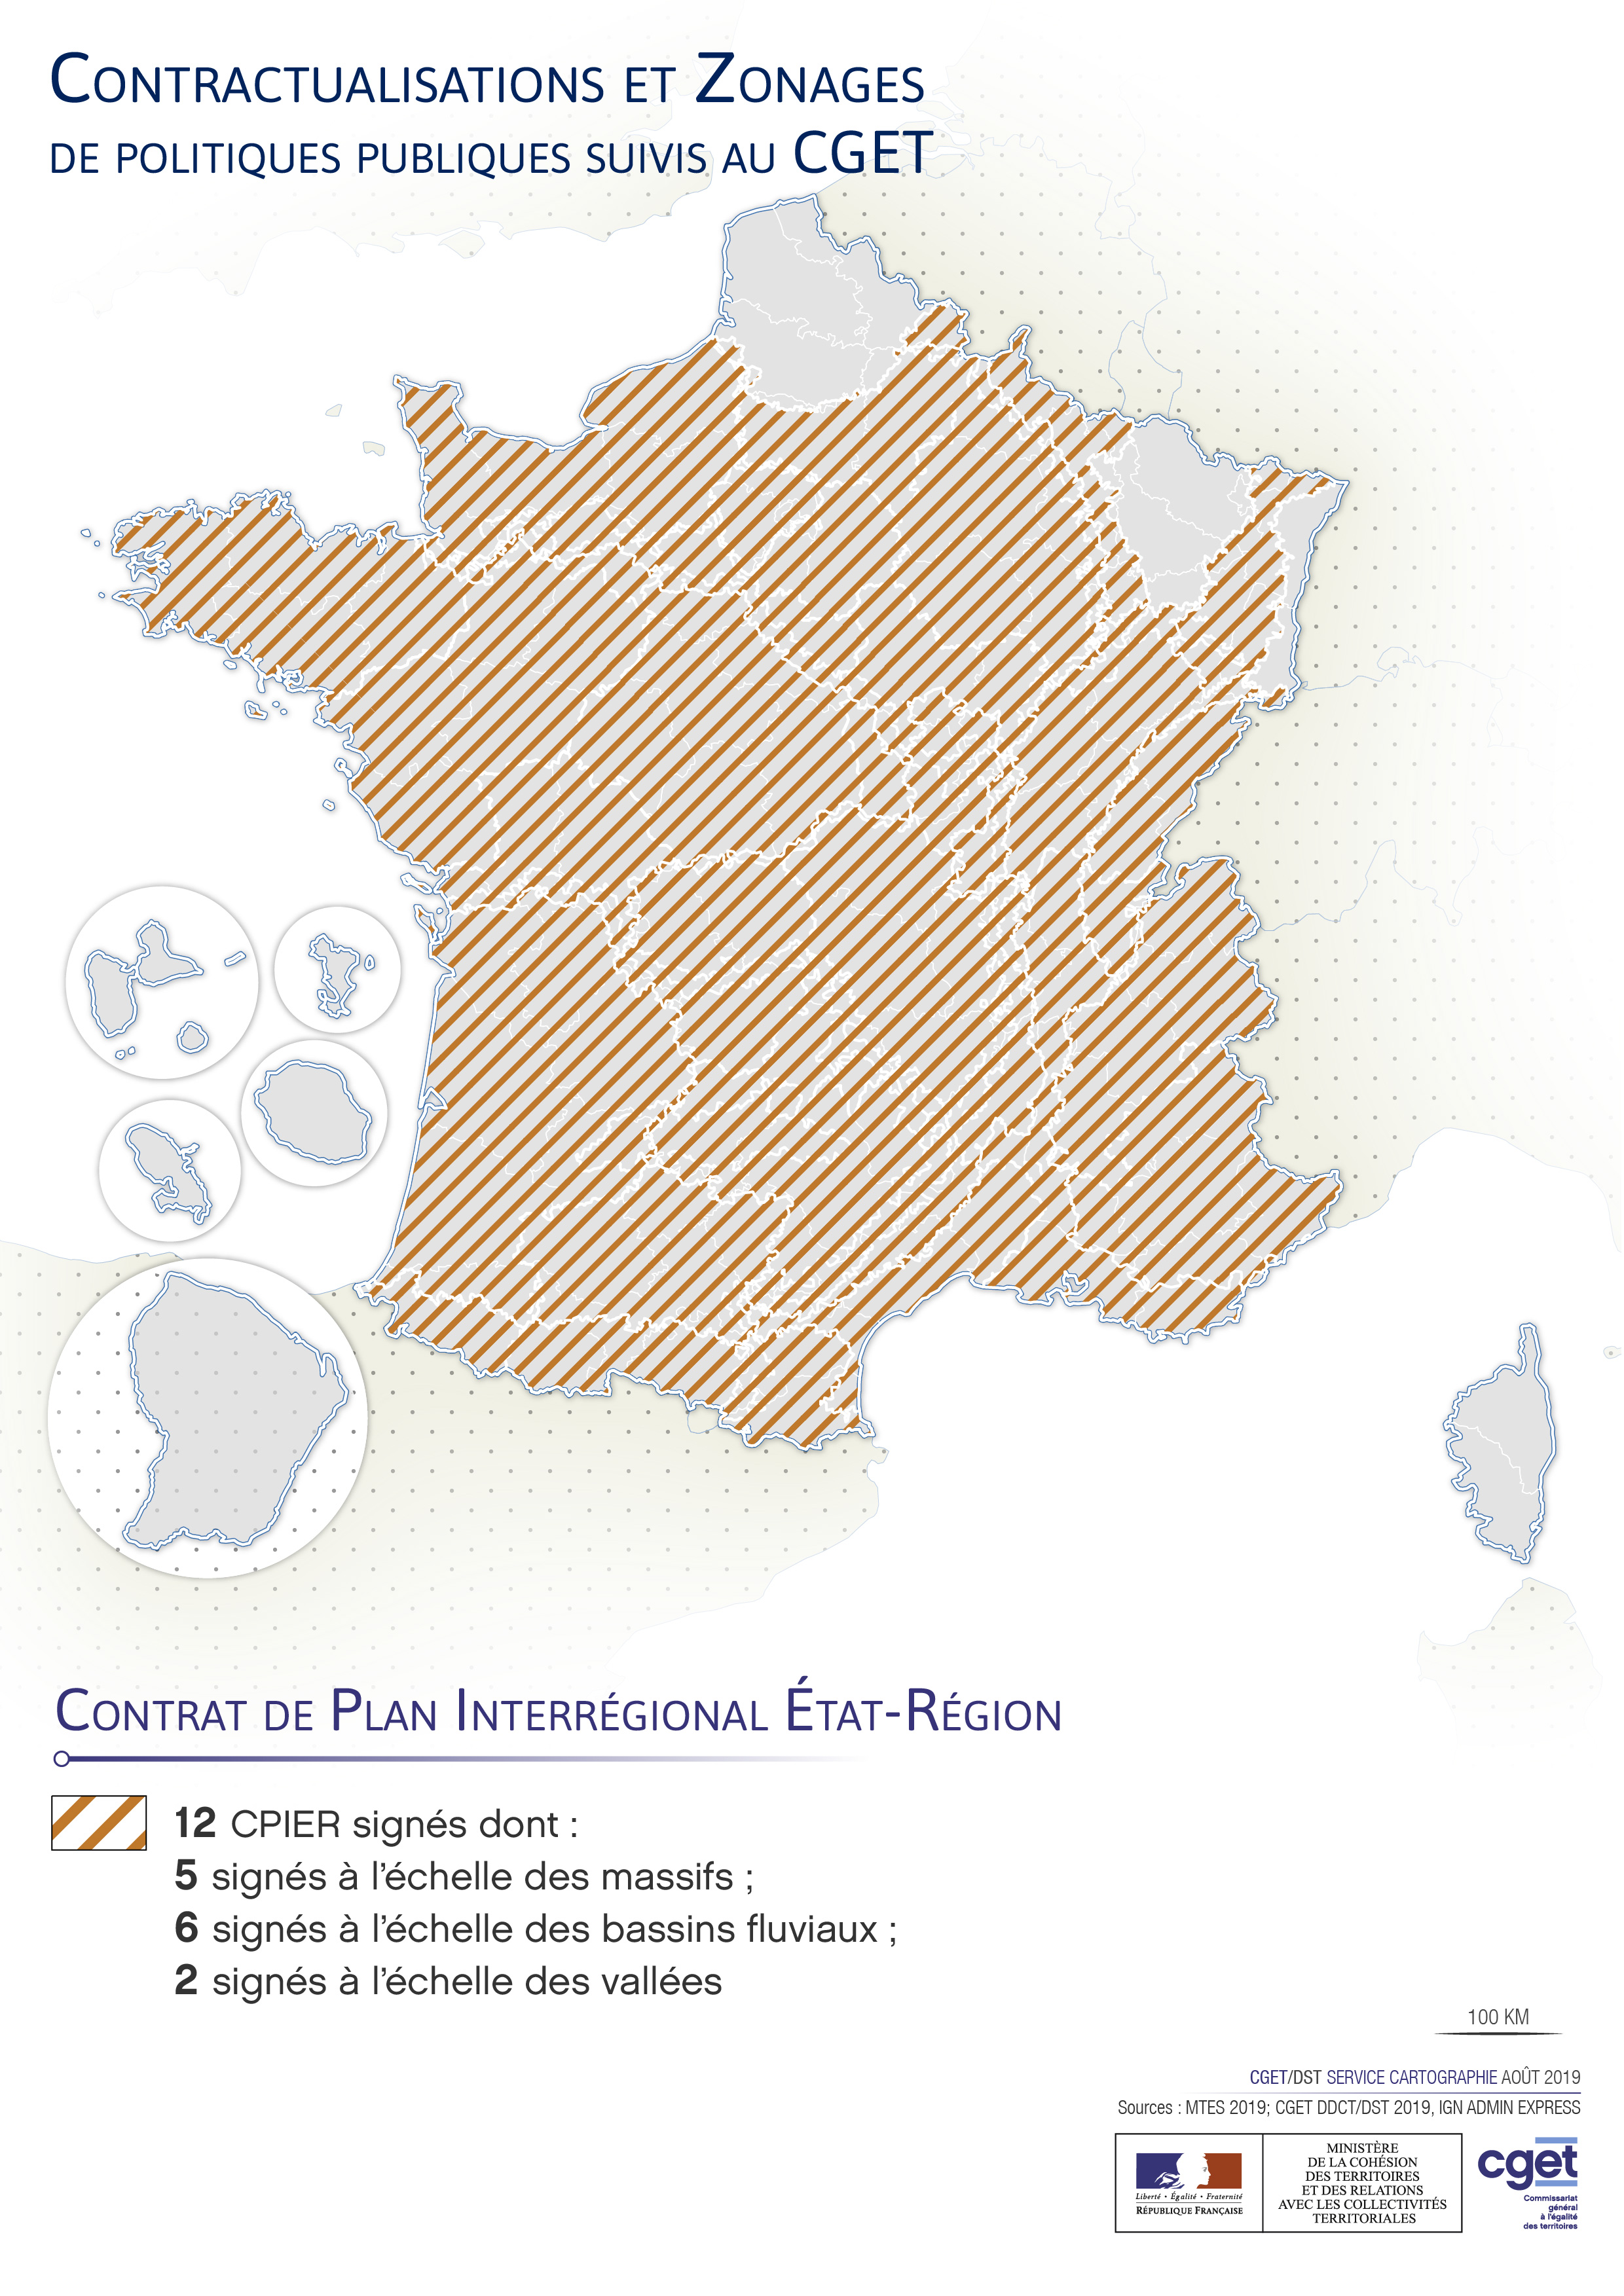 Contractualisations et Zonages
de politiques publiques suivis au CGET
Contrat de Plan Interrégional État-Région
12 CPIER signés dont :
5 signés à l’échelle des massifs ;
6 signés à l’échelle des bassins fluviaux ;
2 signés à l’échelle des vallées
100 KM
CGET/DST SERVICE CARTOGRAPHIE AOÛT 2019
Sources : MTES 2019; CGET DDCT/DST 2019, IGN ADMIN EXPRESS
Liberté • Égalité • Fraternité
RÉPUBLIQUE FRANÇAISE
MINISTÈRE
DE LA COHÉSION
DES TERRITOIRES
ET DES RELATIONS
AVEC LES COLLECTIVITÉS
TERRITORIALES
cget
Commissariat
général
à l'égalité
des territoires